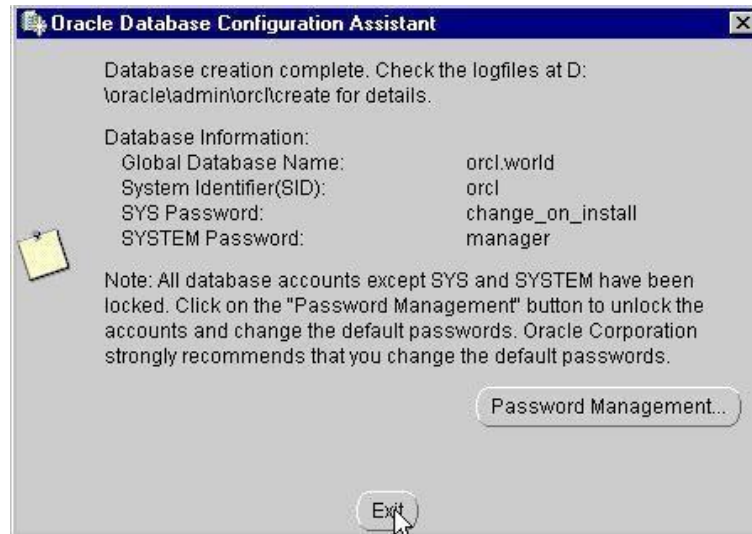 Oracle Database Configuration Assistant
Database creation complete. Check the logfiles at D:
\oracle\admin\orcl\create for details.
Database Information:
Global Database Name: orcl.world
System Identifier(SID): orcl
SYS Password: change_on_install
SYSTEM Password: manager
Note: All database accounts except SYS and SYSTEM have been
locked. Click on the "Password Management" button to unlock the
accounts and change the default passwords. Oracle Corporation
strongly recommends that you change the default passwords.
Password Management...
Exit